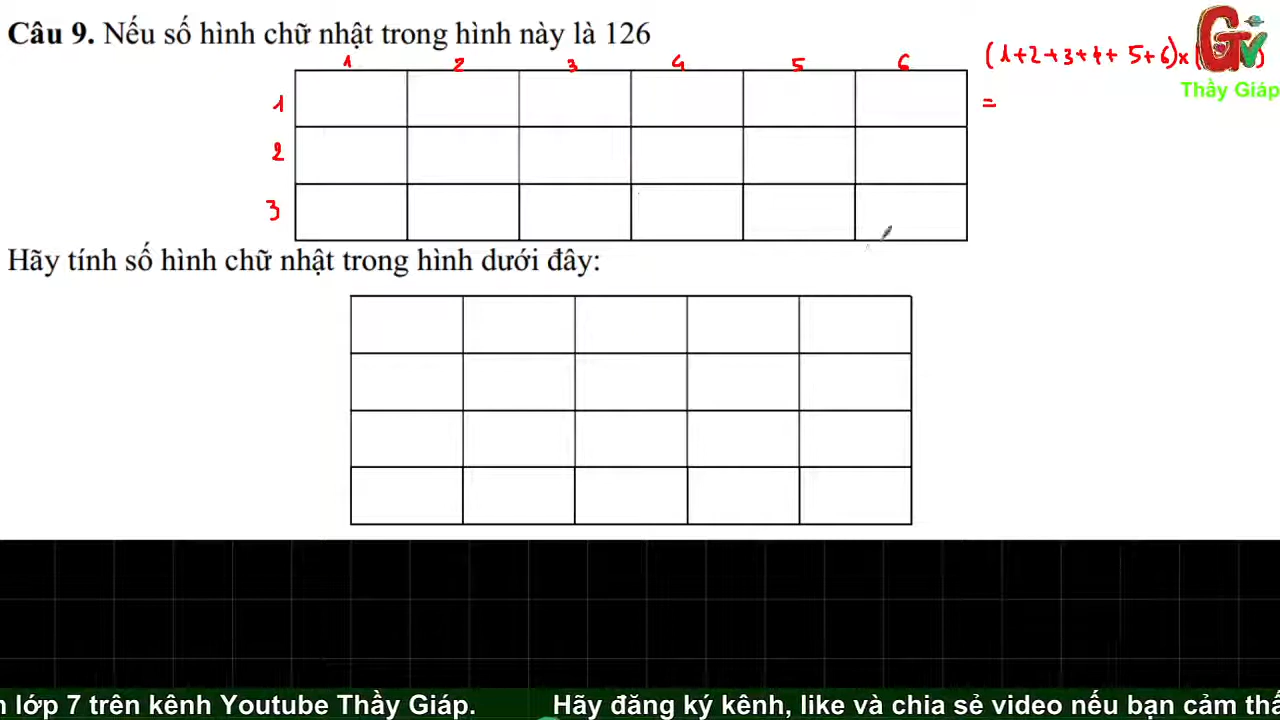 Câu 9. Nếu số hình chữ nhật trong hình này là 126
1 2 3 4 5 6
(1+2+3+4+ 5+6)x(
Thầy Giáp
1
=
2
3
Hãy tính số hình chữ nhật trong hình dưới đây:
lớp 7 trên kênh Youtube Thầy Giáp. Hãy đăng ký kênh, like và chia sẻ video nếu bạn cảm